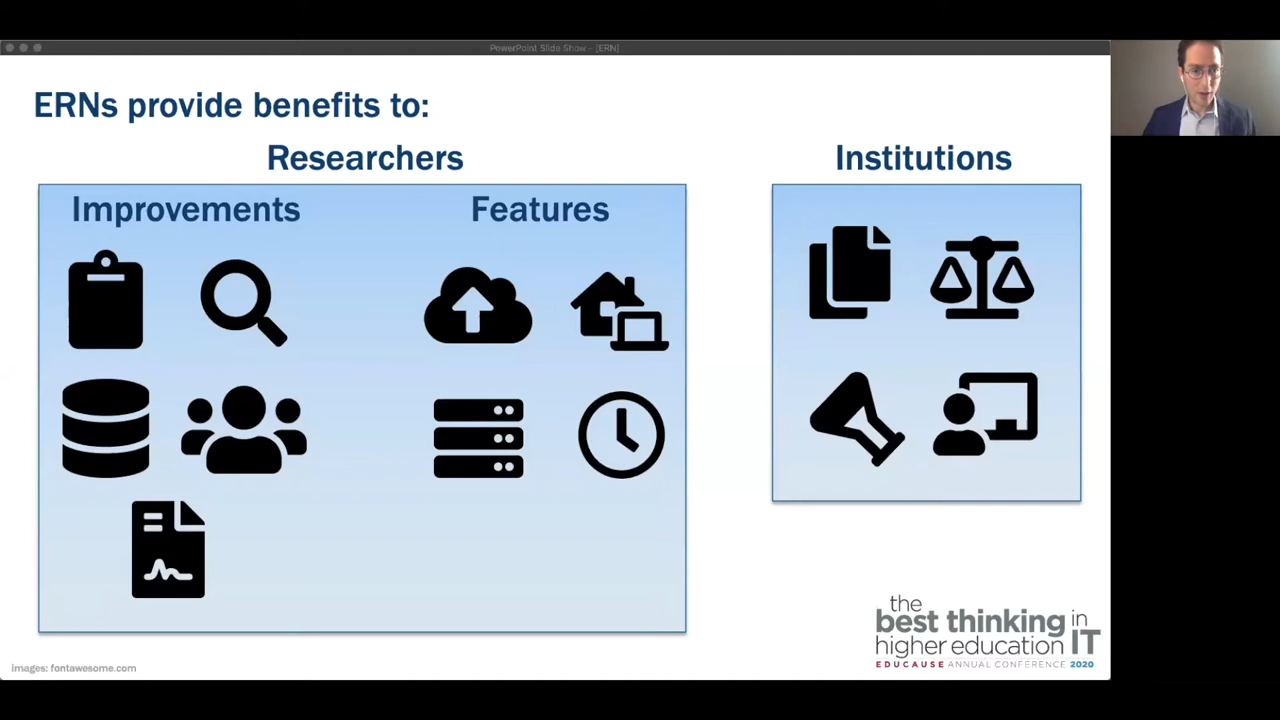 PowerPoint Slide Show - [ERN]
ERNs provide benefits to:
Researchers
Institutions
Improvements
Features
the
best thinking in
higher education IT
EDUCAUSE ANNUAL CONFERENCE 2020
images: fontawesome.com